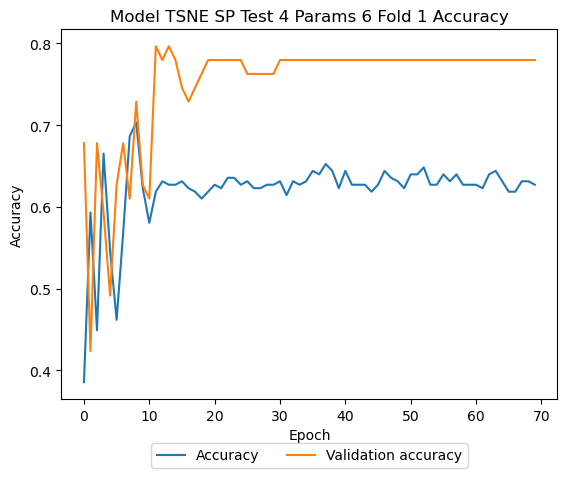 Model TSNE SP Test 4 Params 6 Fold 1 Accuracy
Accuracy
0.8
0.7
0.6
0.5
0.4
0 10 20 30 40 50 60 70
Epoch
Accuracy Validation accuracy